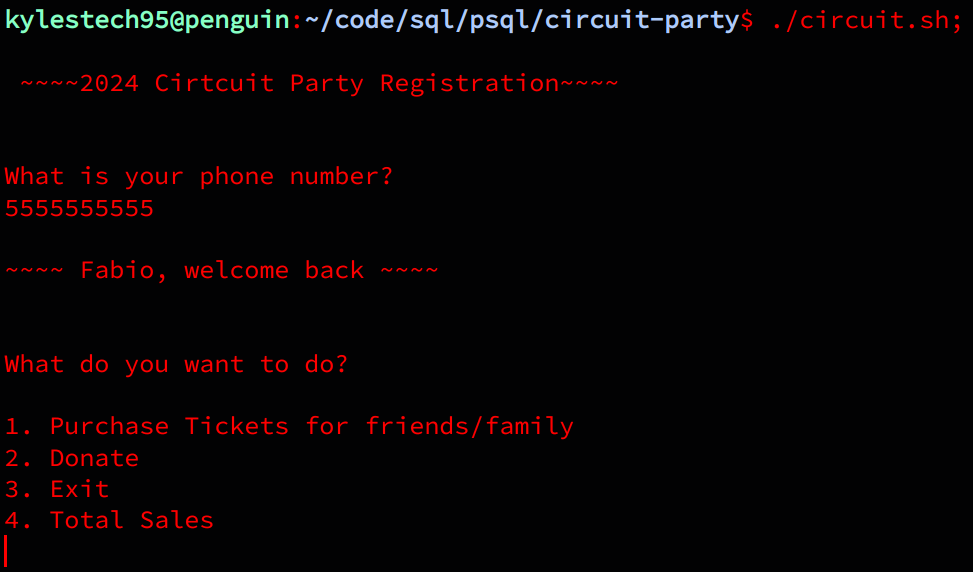 kylestech95@penguin:~/code/sql/psql/circuit-party$ ./circuit.sh;
~~~~2024 Cirtcuit Party Registration~~~~
What is your phone number?
5555555555
~~~~ Fabio, welcome back ~~~~
What do you want to do?
1. Purchase Tickets for friends/family
2. Donate
3. Exit
4. Total Sales